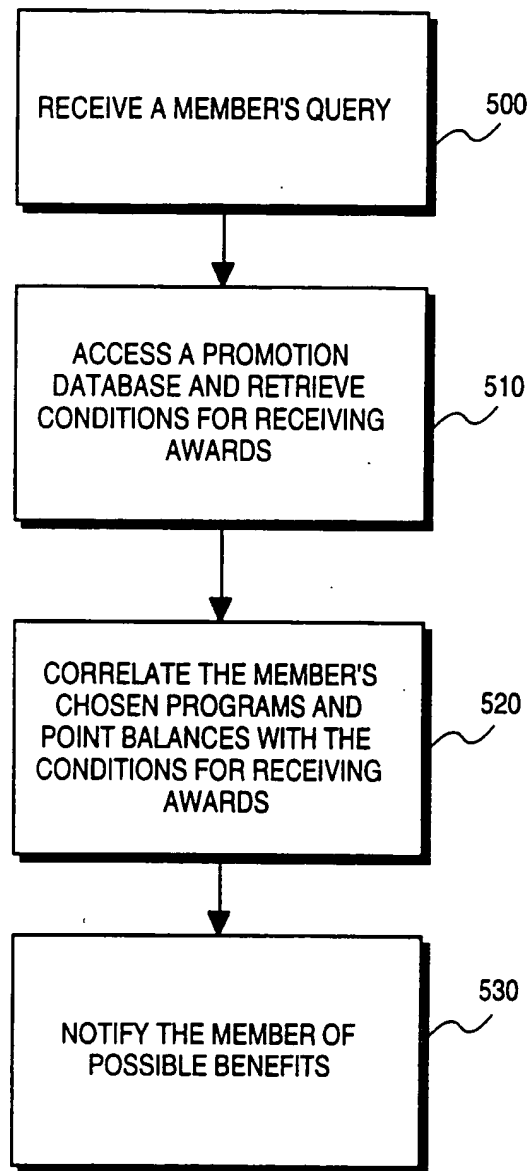 RECEIVE A MEMBER'S QUERY
500
ACCESS A PROMOTION
DATABASE AND RETRIEVE
CONDITIONS FOR RECEIVING
AWARDS
510
CORRELATE THE MEMBER'S
CHOSEN PROGRAMS AND
POINT BALANCES WITH THE
CONDITIONS FOR RECEIVING
AWARDS
520
NOTIFY THE MEMBER OF
POSSIBLE BENEFITS
530